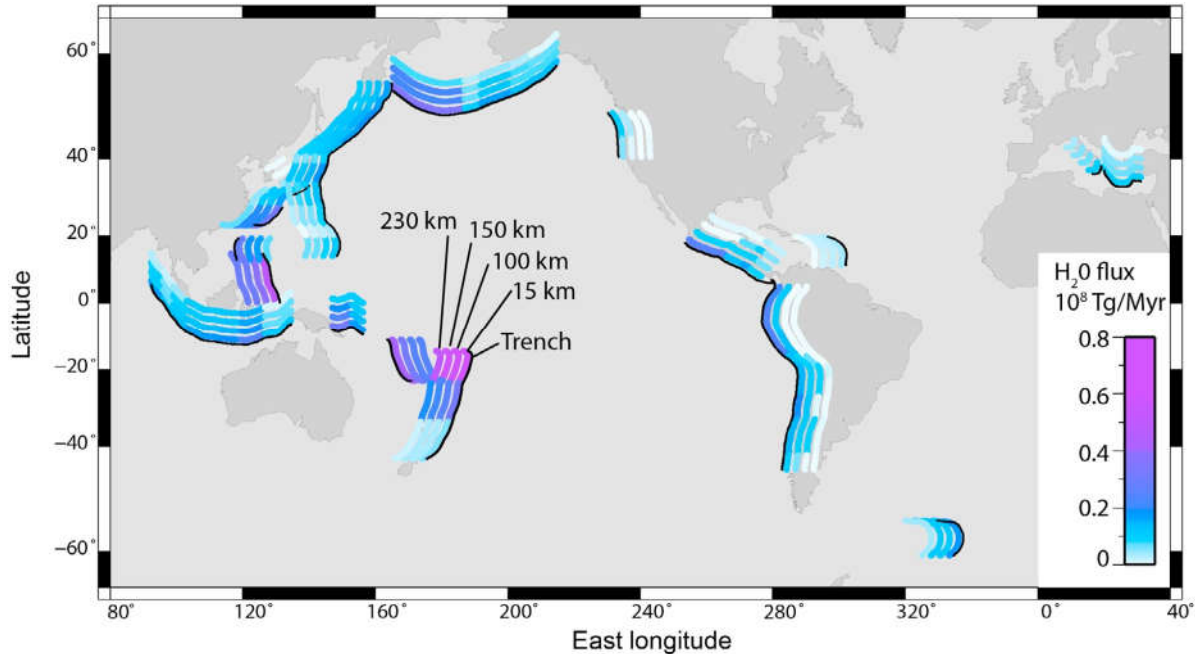 60°
40°
20°
0°
−20°
−40°
−60°
Latitude
230 km
150 km
100 km
15 km
Trench
H₂0 flux
10⁸ Tg/Myr
0.8
0.6
0.4
0.2
0
80°
120°
160°
200°
240°
280°
320°
0°
40°
East longitude